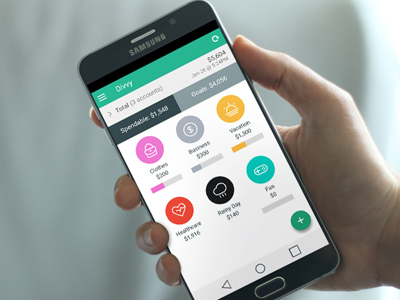 SAMSUNG
Divvy
Total (3 accounts)
$5,604
Jan 26 @ 5:24PM
Spendable: $1,548
Goals: $4,056
Clothes
$200
Business
$300
Vacation
$1,500
Healthcare
$1,916
Rainy Day
$140
Fun
$0